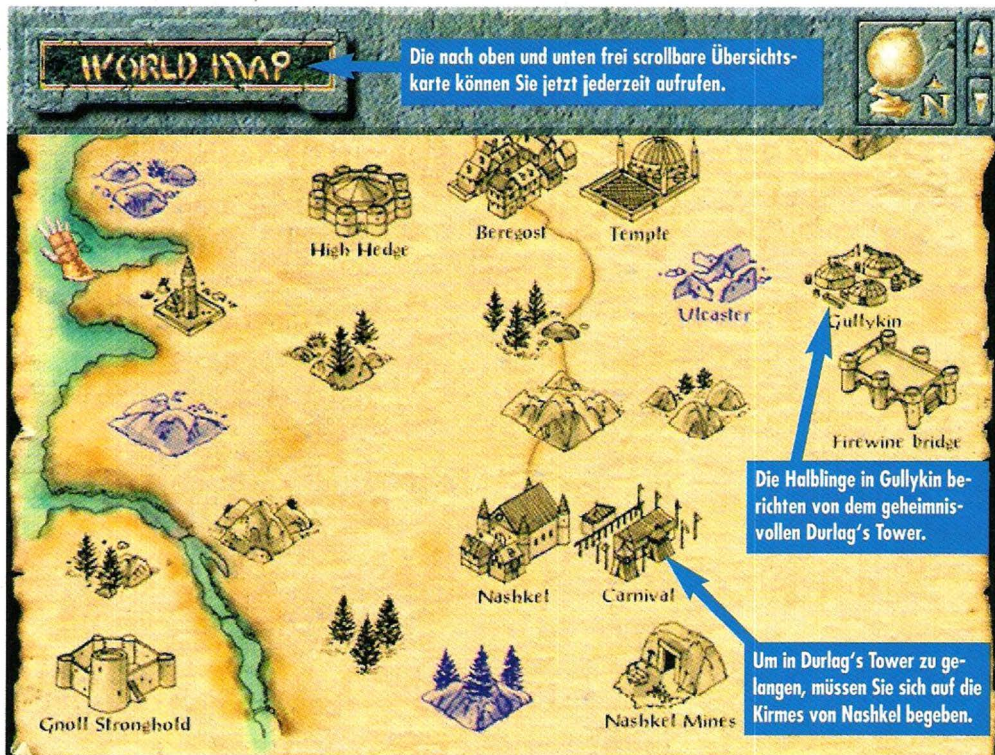 WORLD MAP
Die nach oben und unten frei scrollbare Übersichts-
karte können Sie jetzt jederzeit aufrufen.
N
High Hedge
Beregost
Temple
Ulcaster
Gullykin
Firewine bridge
Die Halblinge in Gullykin be-
richten von dem geheimnis-
vollen Durlag's Tower.
Nashkel
Carnival
Um in Durlag's Tower zu ge-
langen, müssen Sie sich auf die
Kirmes von Nashkel begeben.
Gnoll Stronghold
Nashkel Mines